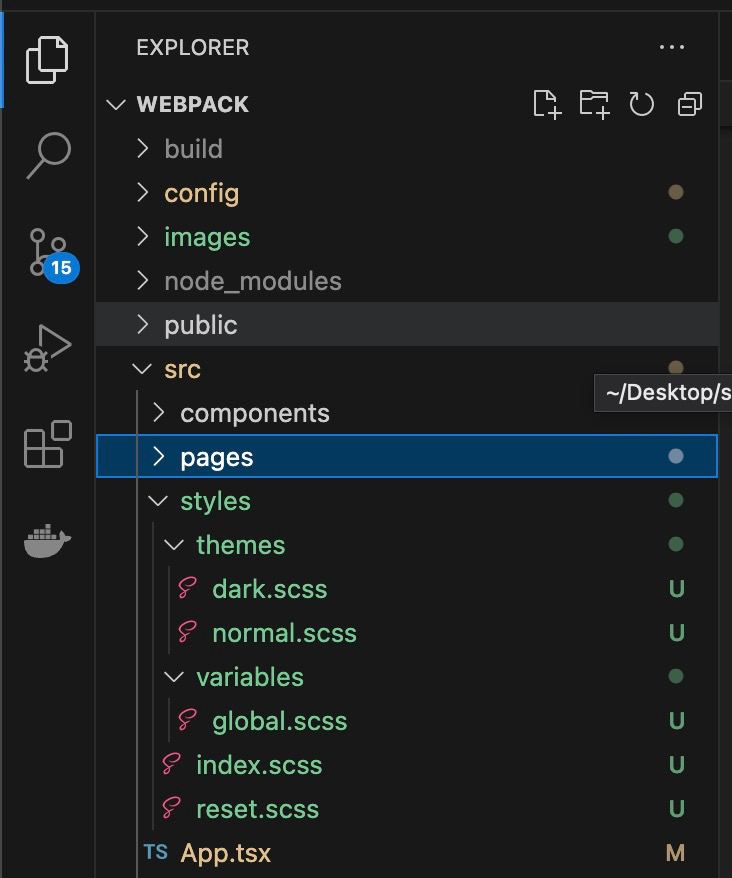 EXPLORER
WEBPACK
build
config
images
node_modules
public
src
components
~/Desktop/s
pages
styles
themes
dark.scss U
normal.scss U
variables
global.scss U
index.scss U
reset.scss U
TS App.tsx M
15